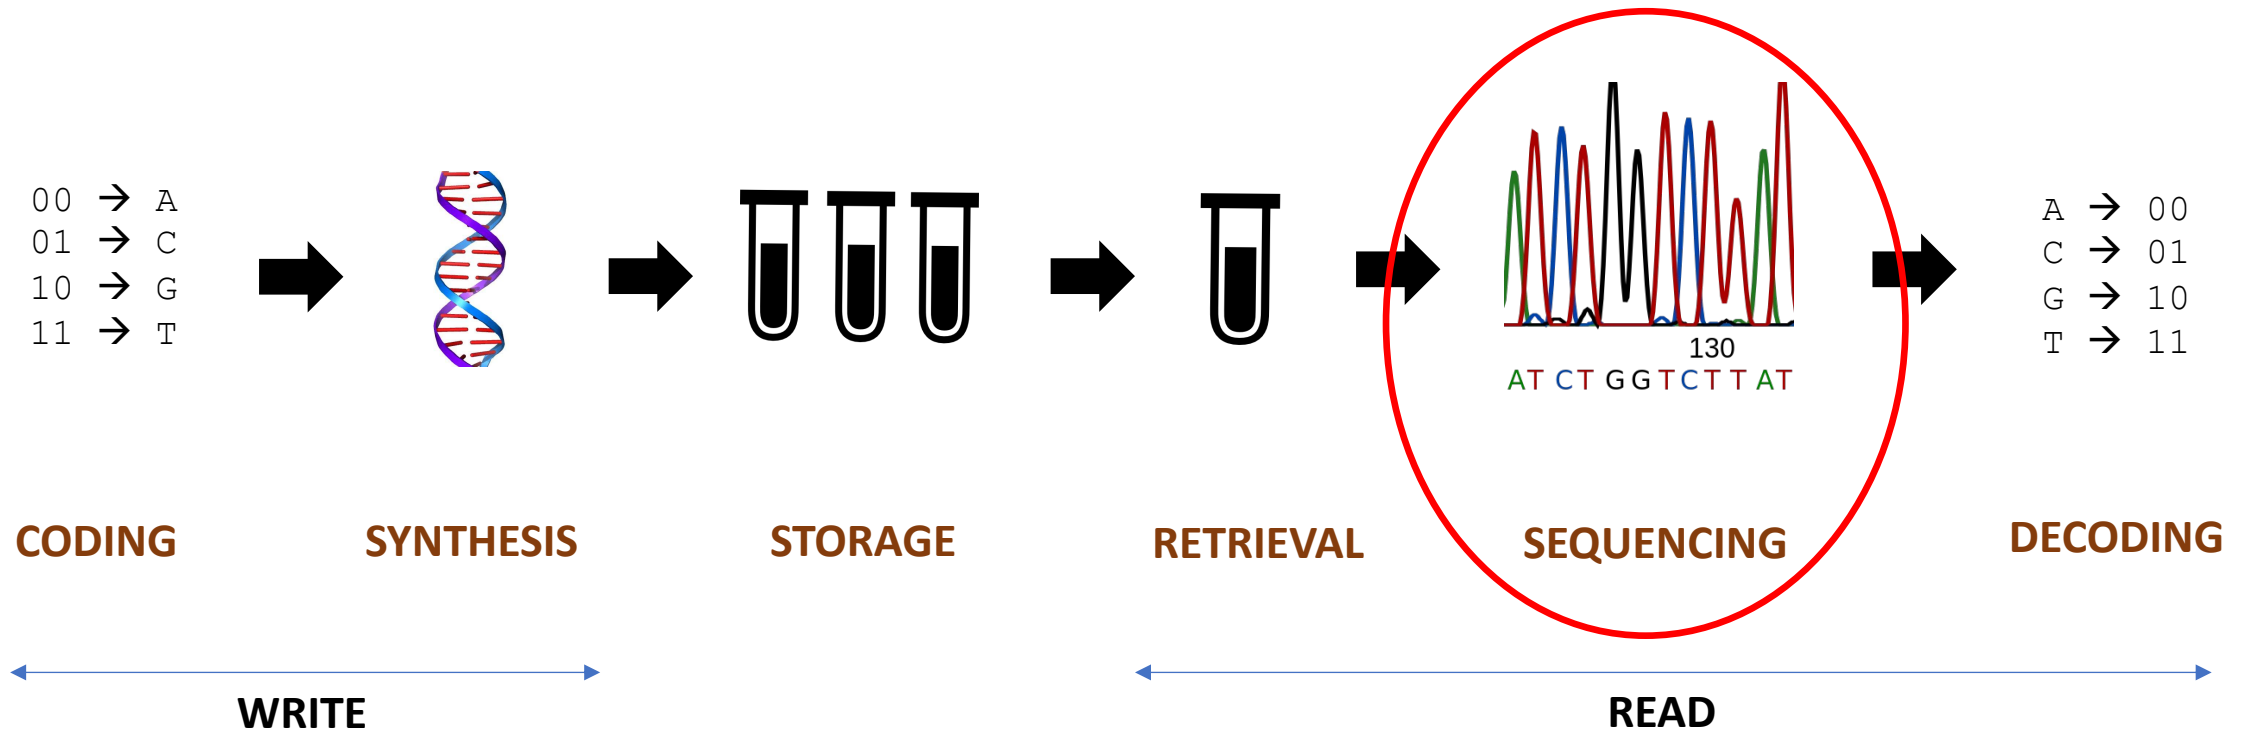 00 → A
01 → C
10 → G
11 → T
130
AT CT GGTCTT AT
A → 00
C → 01
G → 10
T → 11
CODING
SYNTHESIS
STORAGE
RETRIEVAL
SEQUENCING
DECODING
WRITE
READ